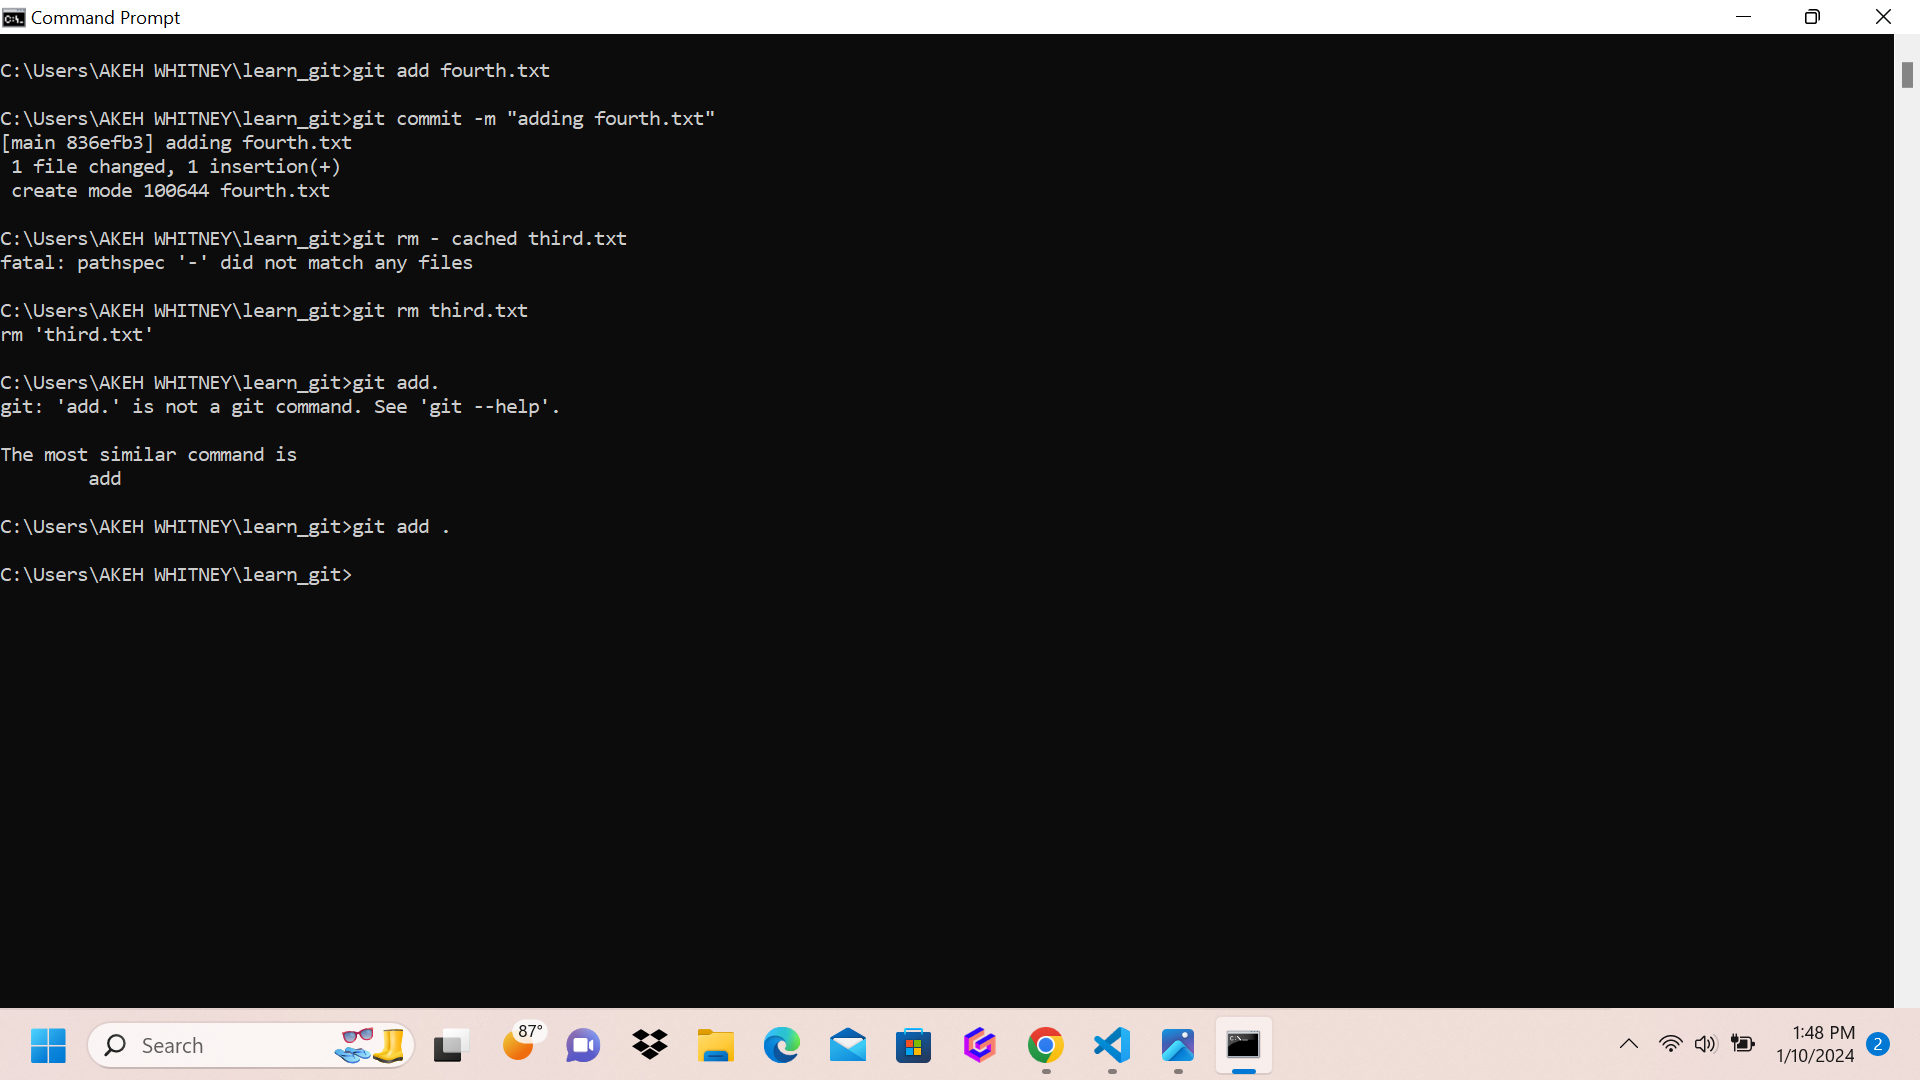 Command Prompt
C:\Users\AKEH WHITNEY\learn_git>git add fourth.txt
C:\Users\AKEH WHITNEY\learn_git>git commit -m "adding fourth.txt"
[main 836efb3] adding fourth.txt
 1 file changed, 1 insertion(+)
 create mode 100644 fourth.txt
C:\Users\AKEH WHITNEY\learn_git>git rm - cached third.txt
fatal: pathspec '-' did not match any files
C:\Users\AKEH WHITNEY\learn_git>git rm third.txt
rm 'third.txt'
C:\Users\AKEH WHITNEY\learn_git>git add.
git: 'add.' is not a git command. See 'git --help'.
The most similar command is
        add
C:\Users\AKEH WHITNEY\learn_git>git add .
C:\Users\AKEH WHITNEY\learn_git>
Search
87°
1:48 PM
1/10/2024
2